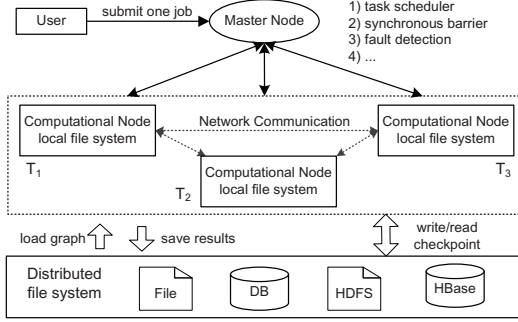 User
submit one job
Master Node
1) task scheduler
2) synchronous barrier
3) fault detection
4) ...
Computational Node
local file system
T1
Network Communication
Computational Node
local file system
T2
Computational Node
local file system
T3
load graph
save results
write/read
checkpoint
Distributed
file system
File
DB
HDFS
HBase